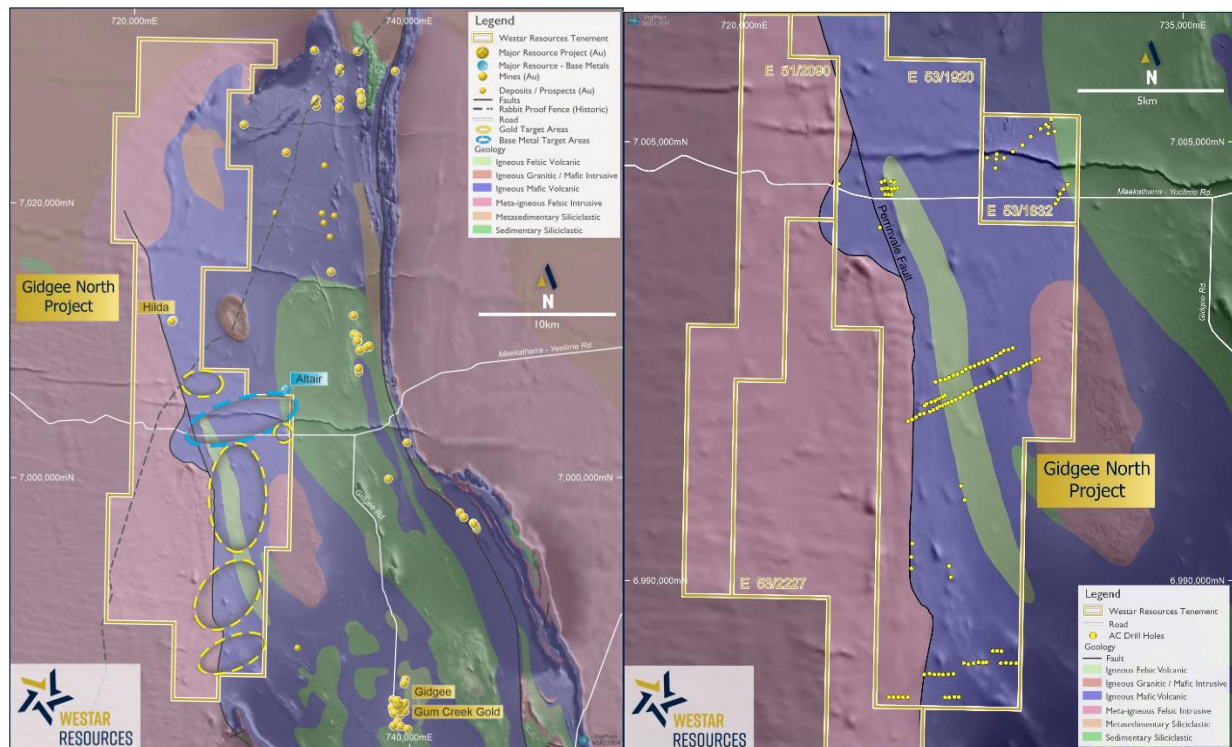 720,000mE
740,000mE
Legend
Westar Resources Tenement
Major Resource Project (Au)
Major Resource - Base Metals
Mines (Au)
Deposits / Prospects (Au)
Faults
Rabbit Proof Fence (Historic)
Road
Gold Target Areas
Base Metal Target Areas
Geology
Igneous Felsic Volcanic
Igneous Granitic / Mafic Intrusive
Igneous Mafic Volcanic
Meta-igneous Felsic Intrusive
Metasedimentary Siliciclastic
Sedimentary Siliciclastic
7,020,000mN
7,020,000mN
N
10km
Gidgee North
Project
Hilda
Meekatharra - Yeelirrie Rd.
Altair
7,000,000mN
7,000,000mN
Gidgee Rd.
Gidgee
Gum Creek Gold
740,000mE
WESTAR
RESOURCES
720,000mE
735,000mE
E 51/2090
E 53/1920
N
5km
7,005,000mN
7,005,000mN
Meekatharra - Yeelirrie Rd.
E 53/1832
Perrinvale Fault
Gidgee Rd.
Gidgee North
Project
6,990,000mN
E 53/2227
6,990,000mN
Legend
Westar Resources Tenement
Road
AC Drill Holes
Geology
Fault
Igneous Felsic Volcanic
Igneous Granitic / Mafic Intrusive
Igneous Mafic Volcanic
Meta-igneous Felsic Intrusive
Metasedimentary Siliciclastic
Sedimentary Siliciclastic
WESTAR
RESOURCES